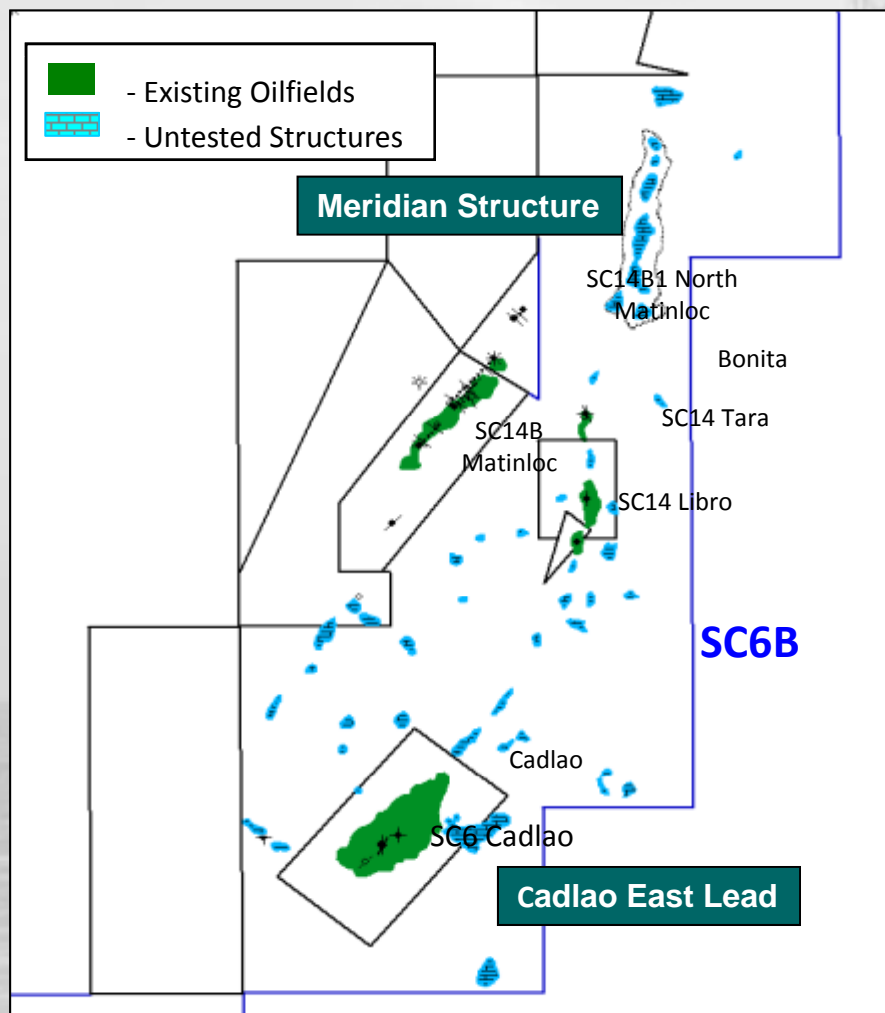 - Existing Oilfields
- Untested Structures
Meridian Structure
SC14B1 North
Matinloc
Bonita
SC14 Tara
SC14B
Matinloc
SC14 Libro
SC6B
Cadlao
SC6 Cadlao
Cadlao East Lead